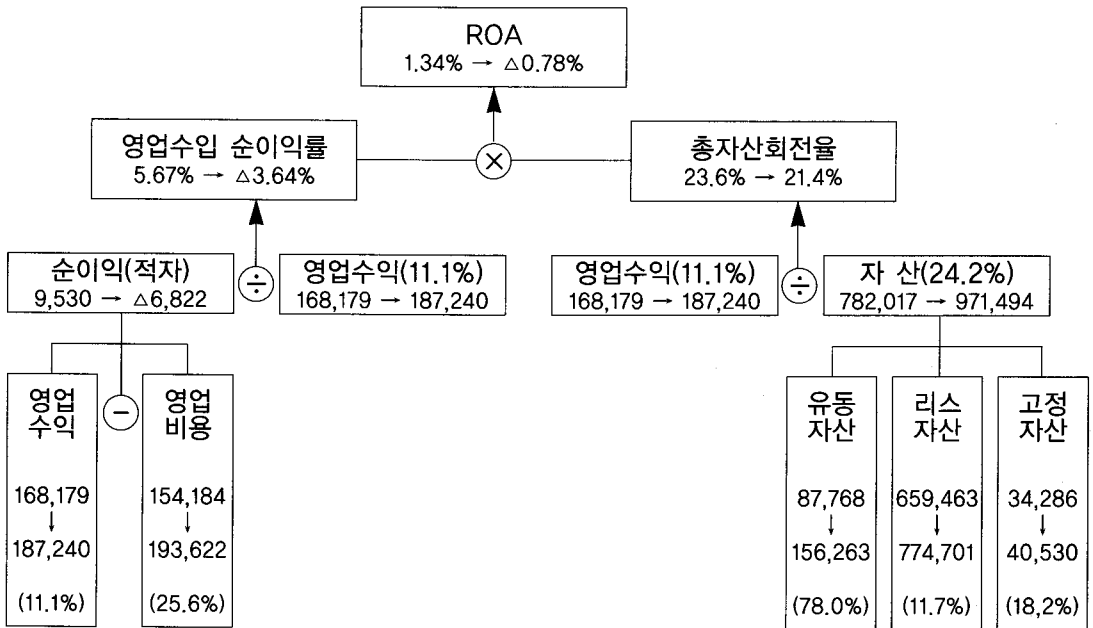 ROA
1.34% → △0.78%
영업수입 순이익률
5.67% → △3.64%
×
총자산회전율
23.6% → 21.4%
순이익(적자)
9,530 → △6,822
÷
영업수익(11.1%)
168,179 → 187,240
영업수익(11.1%)
168,179 → 187,240
÷
자 산(24.2%)
782,017 → 971,494
영업
수익
168,179
↓
187,240
(11.1%)
−
영업
비용
154,184
↓
193,622
(25.6%)
유동
자산
87,768
↓
156,263
(78.0%)
리스
자산
659,463
↓
774,701
(11.7%)
고정
자산
34,286
↓
40,530
(18,2%)